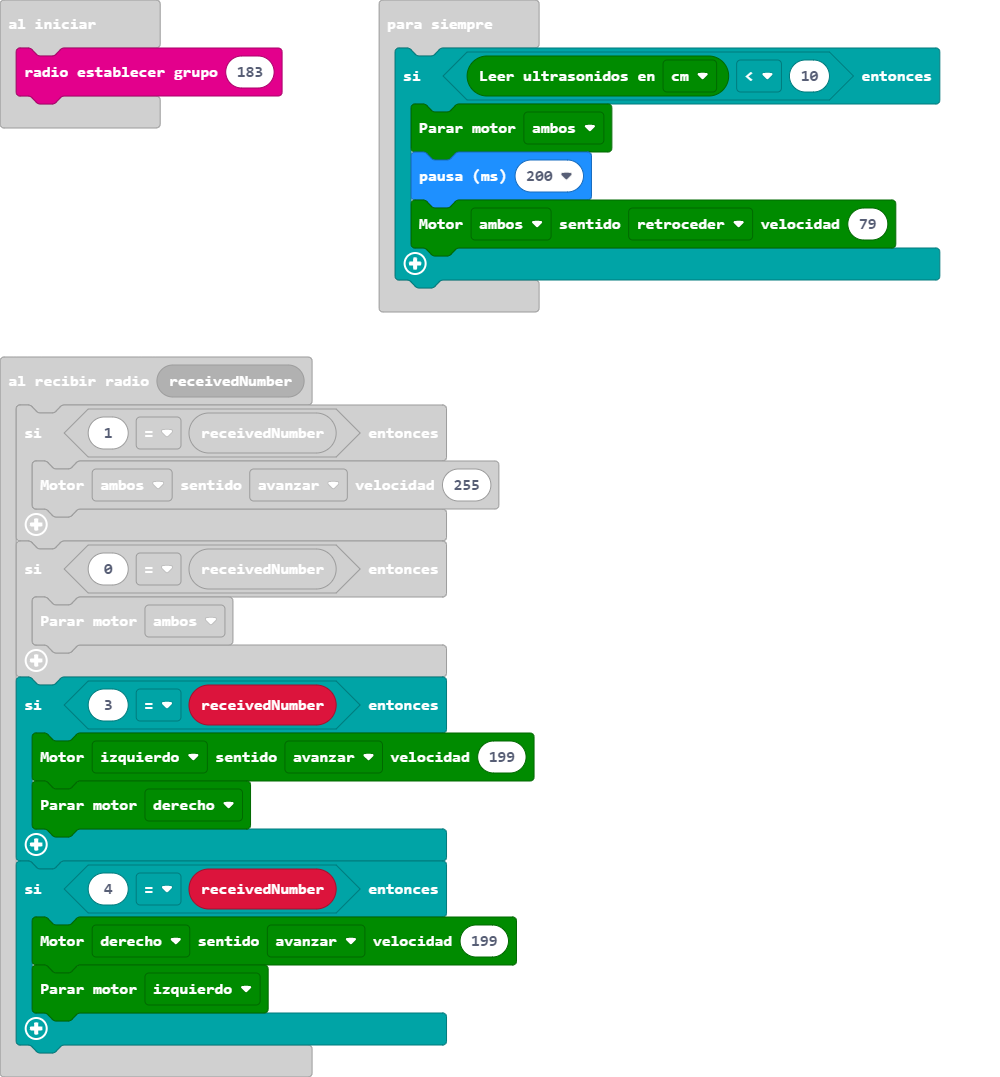 al iniciar
radio establecer grupo 183
para siempre
si Leer ultrasonidos en cm < 10 entonces
Parar motor ambos
pausa (ms) 200
Motor ambos sentido retroceder velocidad 79
al recibir radio receivedNumber
si 1 = receivedNumber entonces
Motor ambos sentido avanzar velocidad 255
si 0 = receivedNumber entonces
Parar motor ambos
si 3 = receivedNumber entonces
Motor izquierdo sentido avanzar velocidad 199
Parar motor derecho
si 4 = receivedNumber entonces
Motor derecho sentido avanzar velocidad 199
Parar motor izquierdo